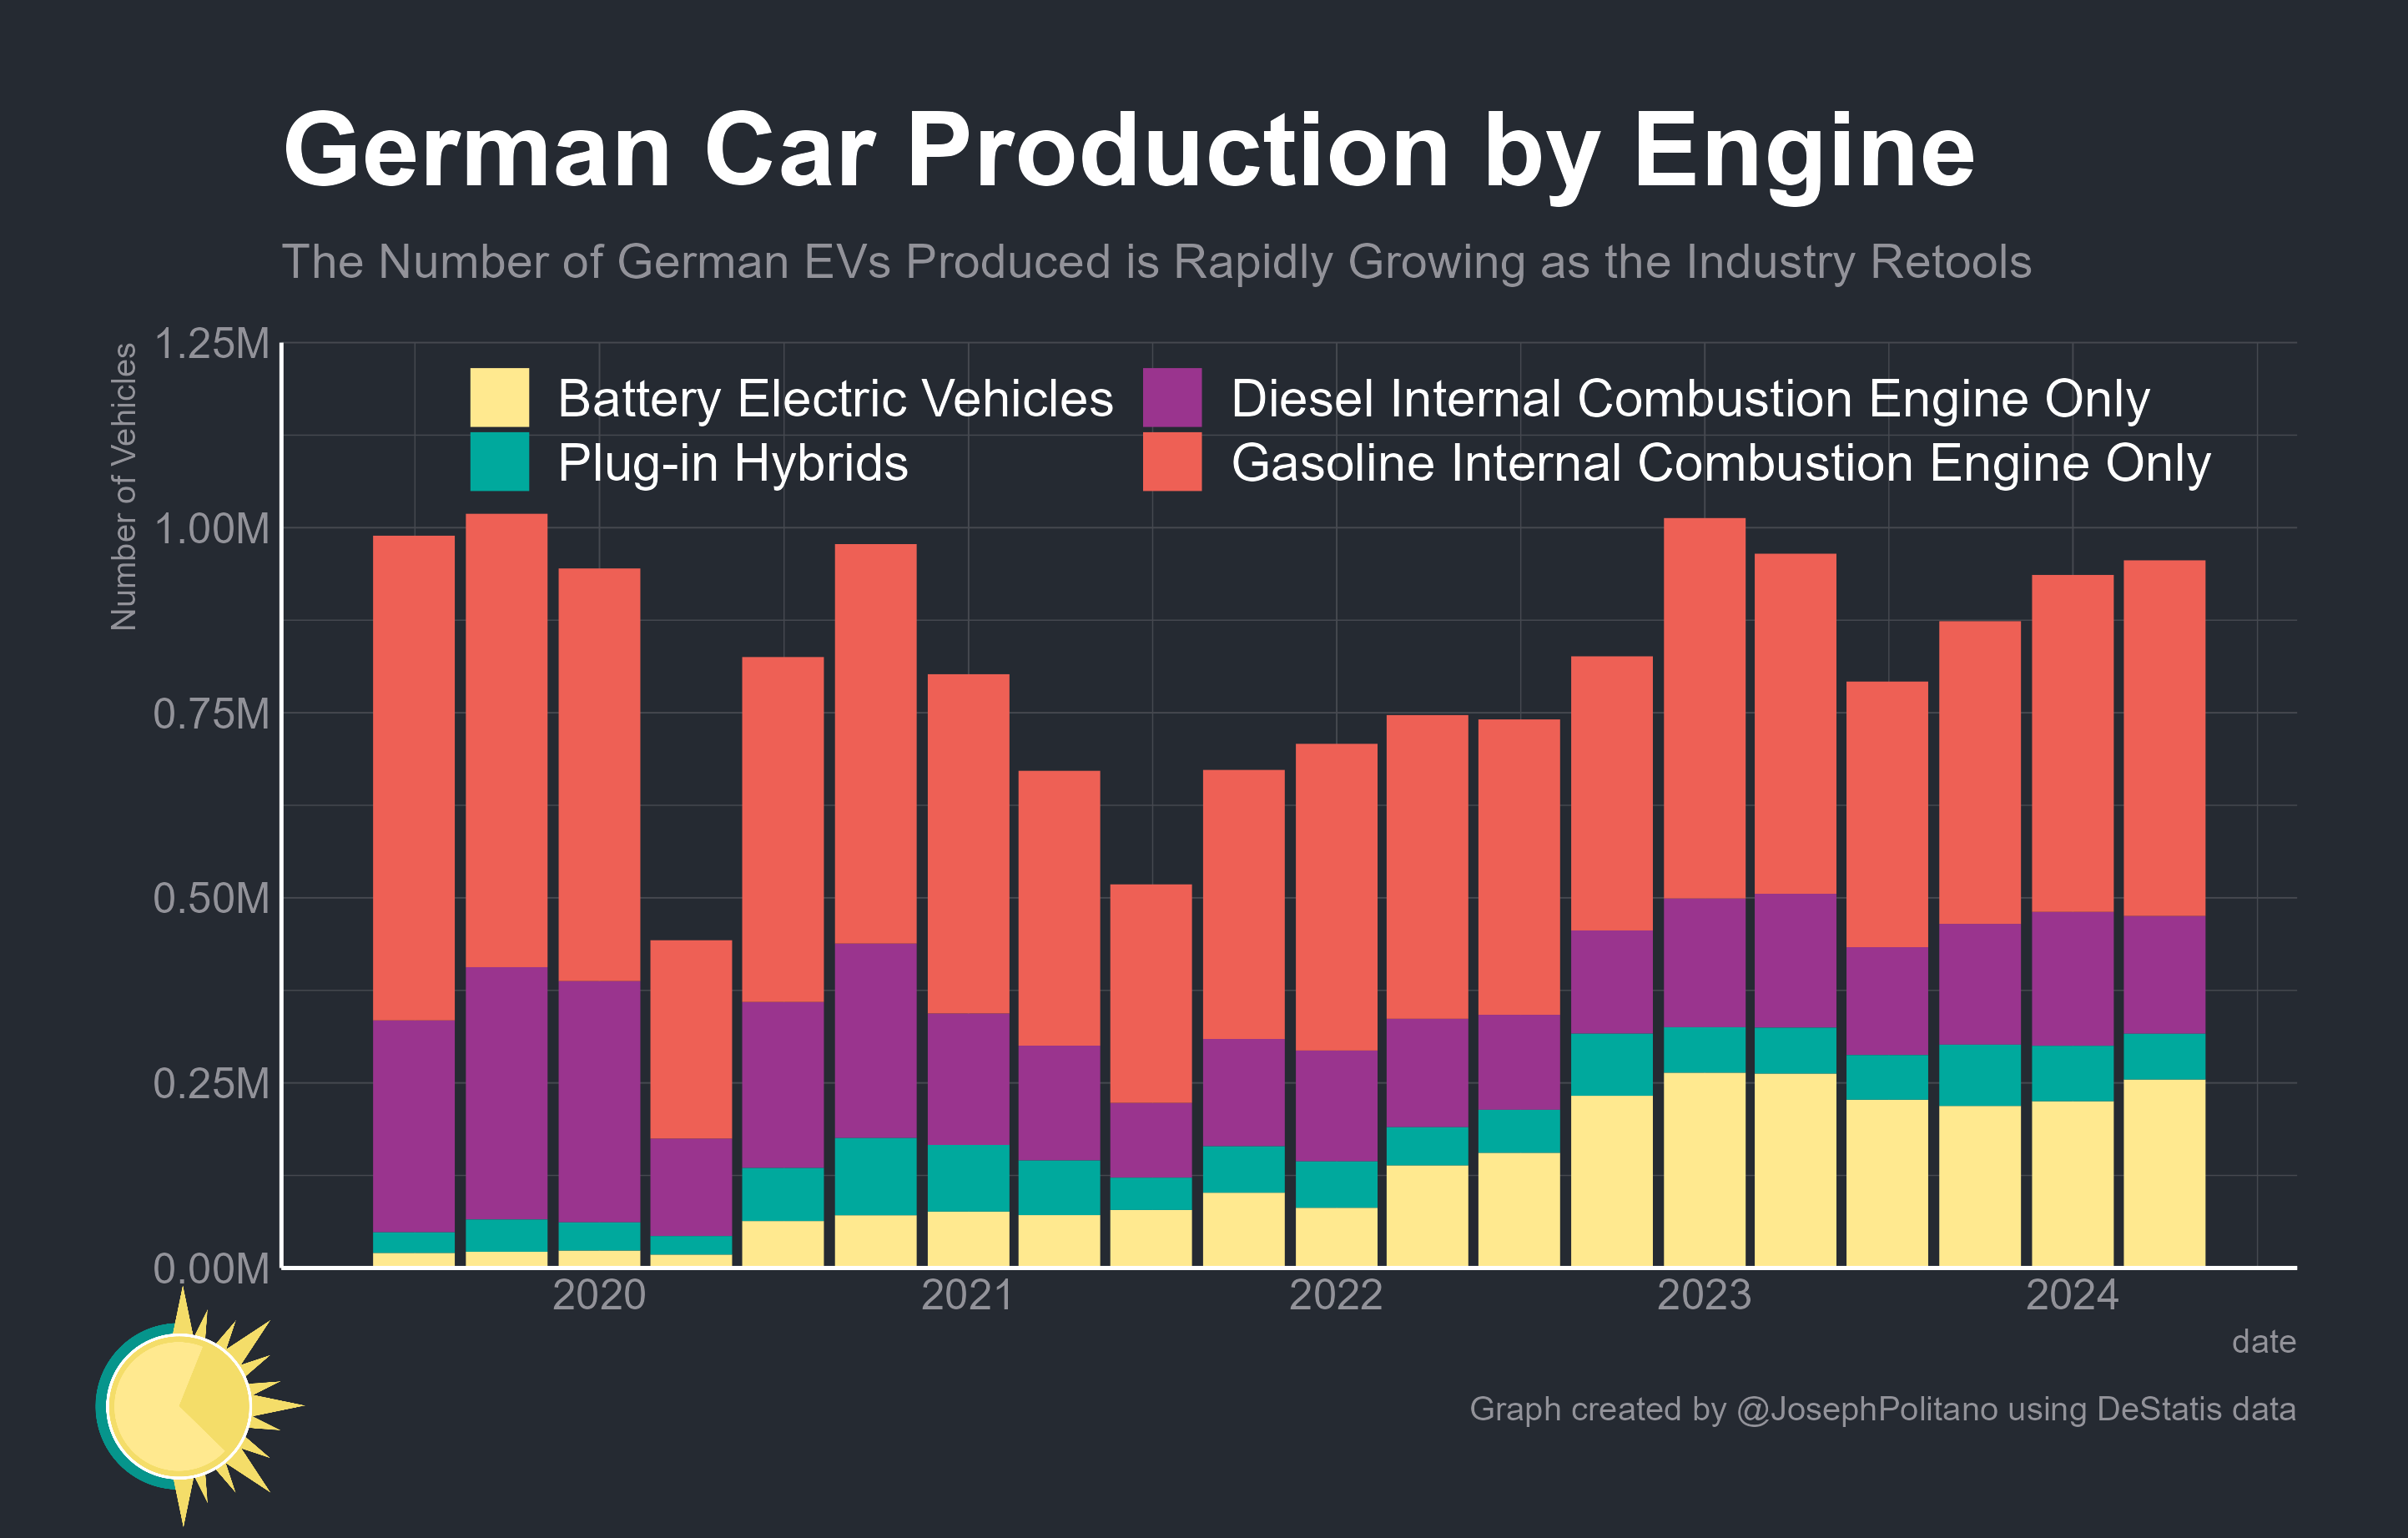 German Car Production by Engine
The Number of German EVs Produced is Rapidly Growing as the Industry Retools
Number of Vehicles
1.25M
1.00M
0.75M
0.50M
0.25M
0.00M
Battery Electric Vehicles
Plug-in Hybrids
Diesel Internal Combustion Engine Only
Gasoline Internal Combustion Engine Only
2020
2021
2022
2023
2024
date
Graph created by @JosephPolitano using DeStatis data